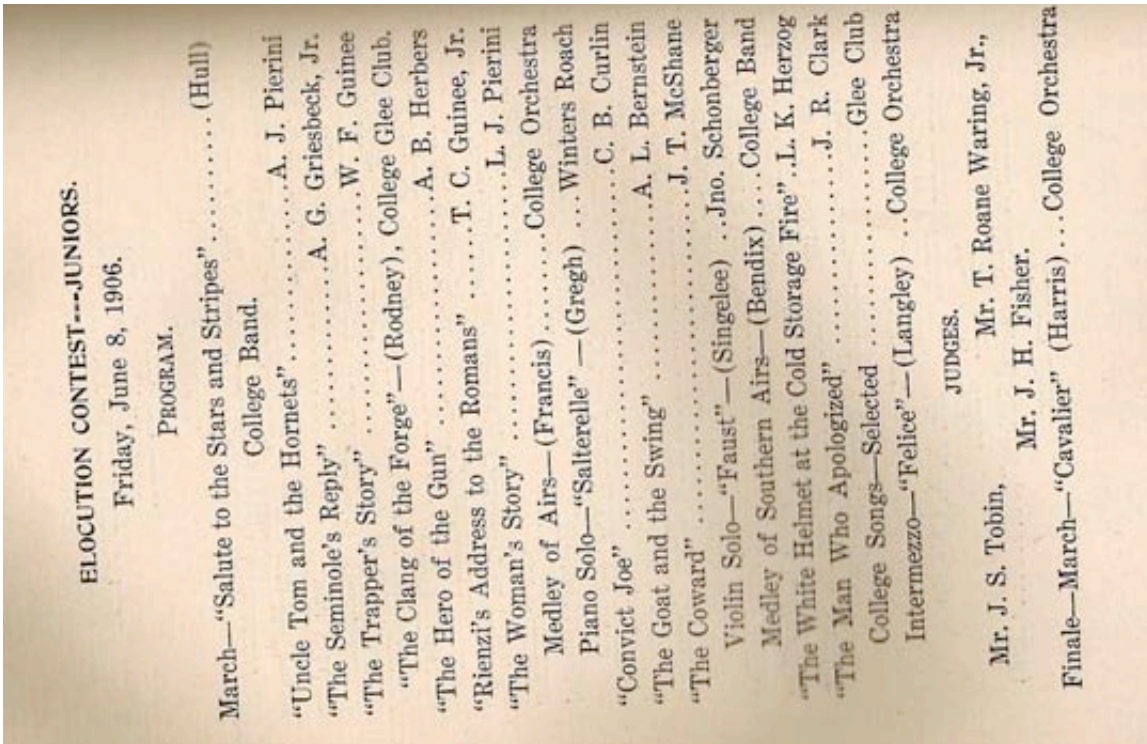 ELOCUTION CONTEST---JUNIORS.
Friday, June 8, 1906.
PROGRAM.
March—“Salute to the Stars and Stripes”.........(Hull)
College Band.
“Uncle Tom and the Hornets”...........A. J. Pierini
“The Seminole's Reply” ..........A. G. Griesbeck, Jr.
“The Trapper's Story” .............W. F. Guinee
“The Clang of the Forge”—(Rodney), College Glee Club.
“The Hero of the Gun” ................A. B. Herbers
“Rienzi's Address to the Romans” ......T. C. Guinee, Jr.
“The Woman's Story”..................L. J. Pierini
Medley of Airs—(Francis).......College Orchestra
Piano Solo—“Salterelle” —(Gregh) ...Winters Roach
“Convict Joe” ......................C. B. Curlin
“The Goat and the Swing” ..........A. L. Bernstein
“The Coward” ....................J. T. McShane
Violin Solo—“Faust”—(Singelee) ..Jno. Schonberger
Medley of Southern Airs—(Bendix) ....College Band
“The White Helmet at the Cold Storage Fire”..L. K. Herzog
“The Man Who Apologized” ..............J. R. Clark
College Songs—Selected ................Glee Club
Intermezzo—“Felice”—(Langley) ..College Orchestra
JUDGES.
Mr. J. S. Tobin, Mr. T. Roane Waring, Jr.,
Mr. J. H. Fisher.
Finale—March—“Cavalier” (Harris)...College Orchestra